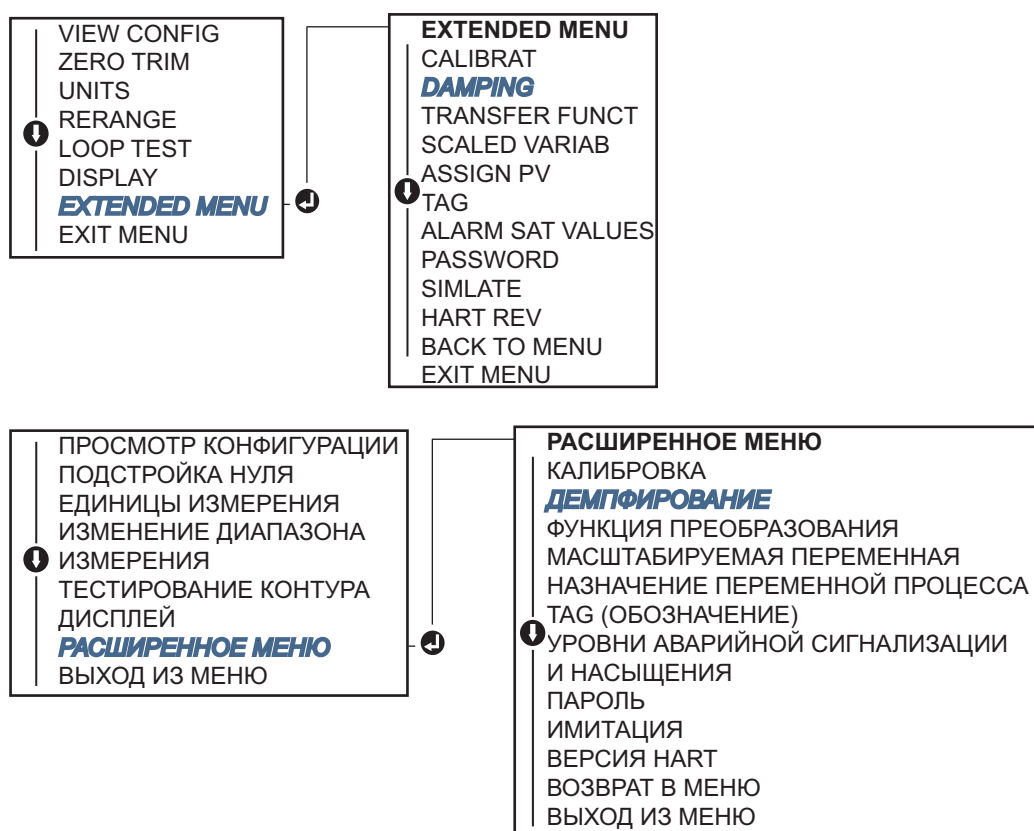 VIEW CONFIG
ZERO TRIM
UNITS
RERANGE
LOOP TEST
DISPLAY
EXTENDED MENU
EXIT MENU
EXTENDED MENU
CALIBRAT
DAMPING
TRANSFER FUNCT
SCALED VARIAB
ASSIGN PV
TAG
ALARM SAT VALUES
PASSWORD
SIMLATE
HART REV
BACK TO MENU
EXIT MENU
ПРОСМОТР КОНФИГУРАЦИИ
ПОДСТРОЙКА НУЛЯ
ЕДИНИЦЫ ИЗМЕРЕНИЯ
ИЗМЕНЕНИЕ ДИАПАЗОНА
ИЗМЕРЕНИЯ
ТЕСТИРОВАНИЕ КОНТУРА
ДИСПЛЕЙ
РАСШИРЕННОЕ МЕНЮ
ВЫХОД ИЗ МЕНЮ
РАСШИРЕННОЕ МЕНЮ
КАЛИБРОВКА
ДЕМПФИРОВАНИЕ
ФУНКЦИЯ ПРЕОБРАЗОВАНИЯ
МАСШТАБИРУЕМАЯ ПЕРЕМЕННАЯ
НАЗНАЧЕНИЕ ПЕРЕМЕННОЙ ПРОЦЕССА
TAG (ОБОЗНАЧЕНИЕ)
УРОВНИ АВАРИЙНОЙ СИГНАЛИЗАЦИИ
И НАСЫЩЕНИЯ
ПАРОЛЬ
ИМИТАЦИЯ
ВЕРСИЯ HART
ВОЗВРАТ В МЕНЮ
ВЫХОД ИЗ МЕНЮ